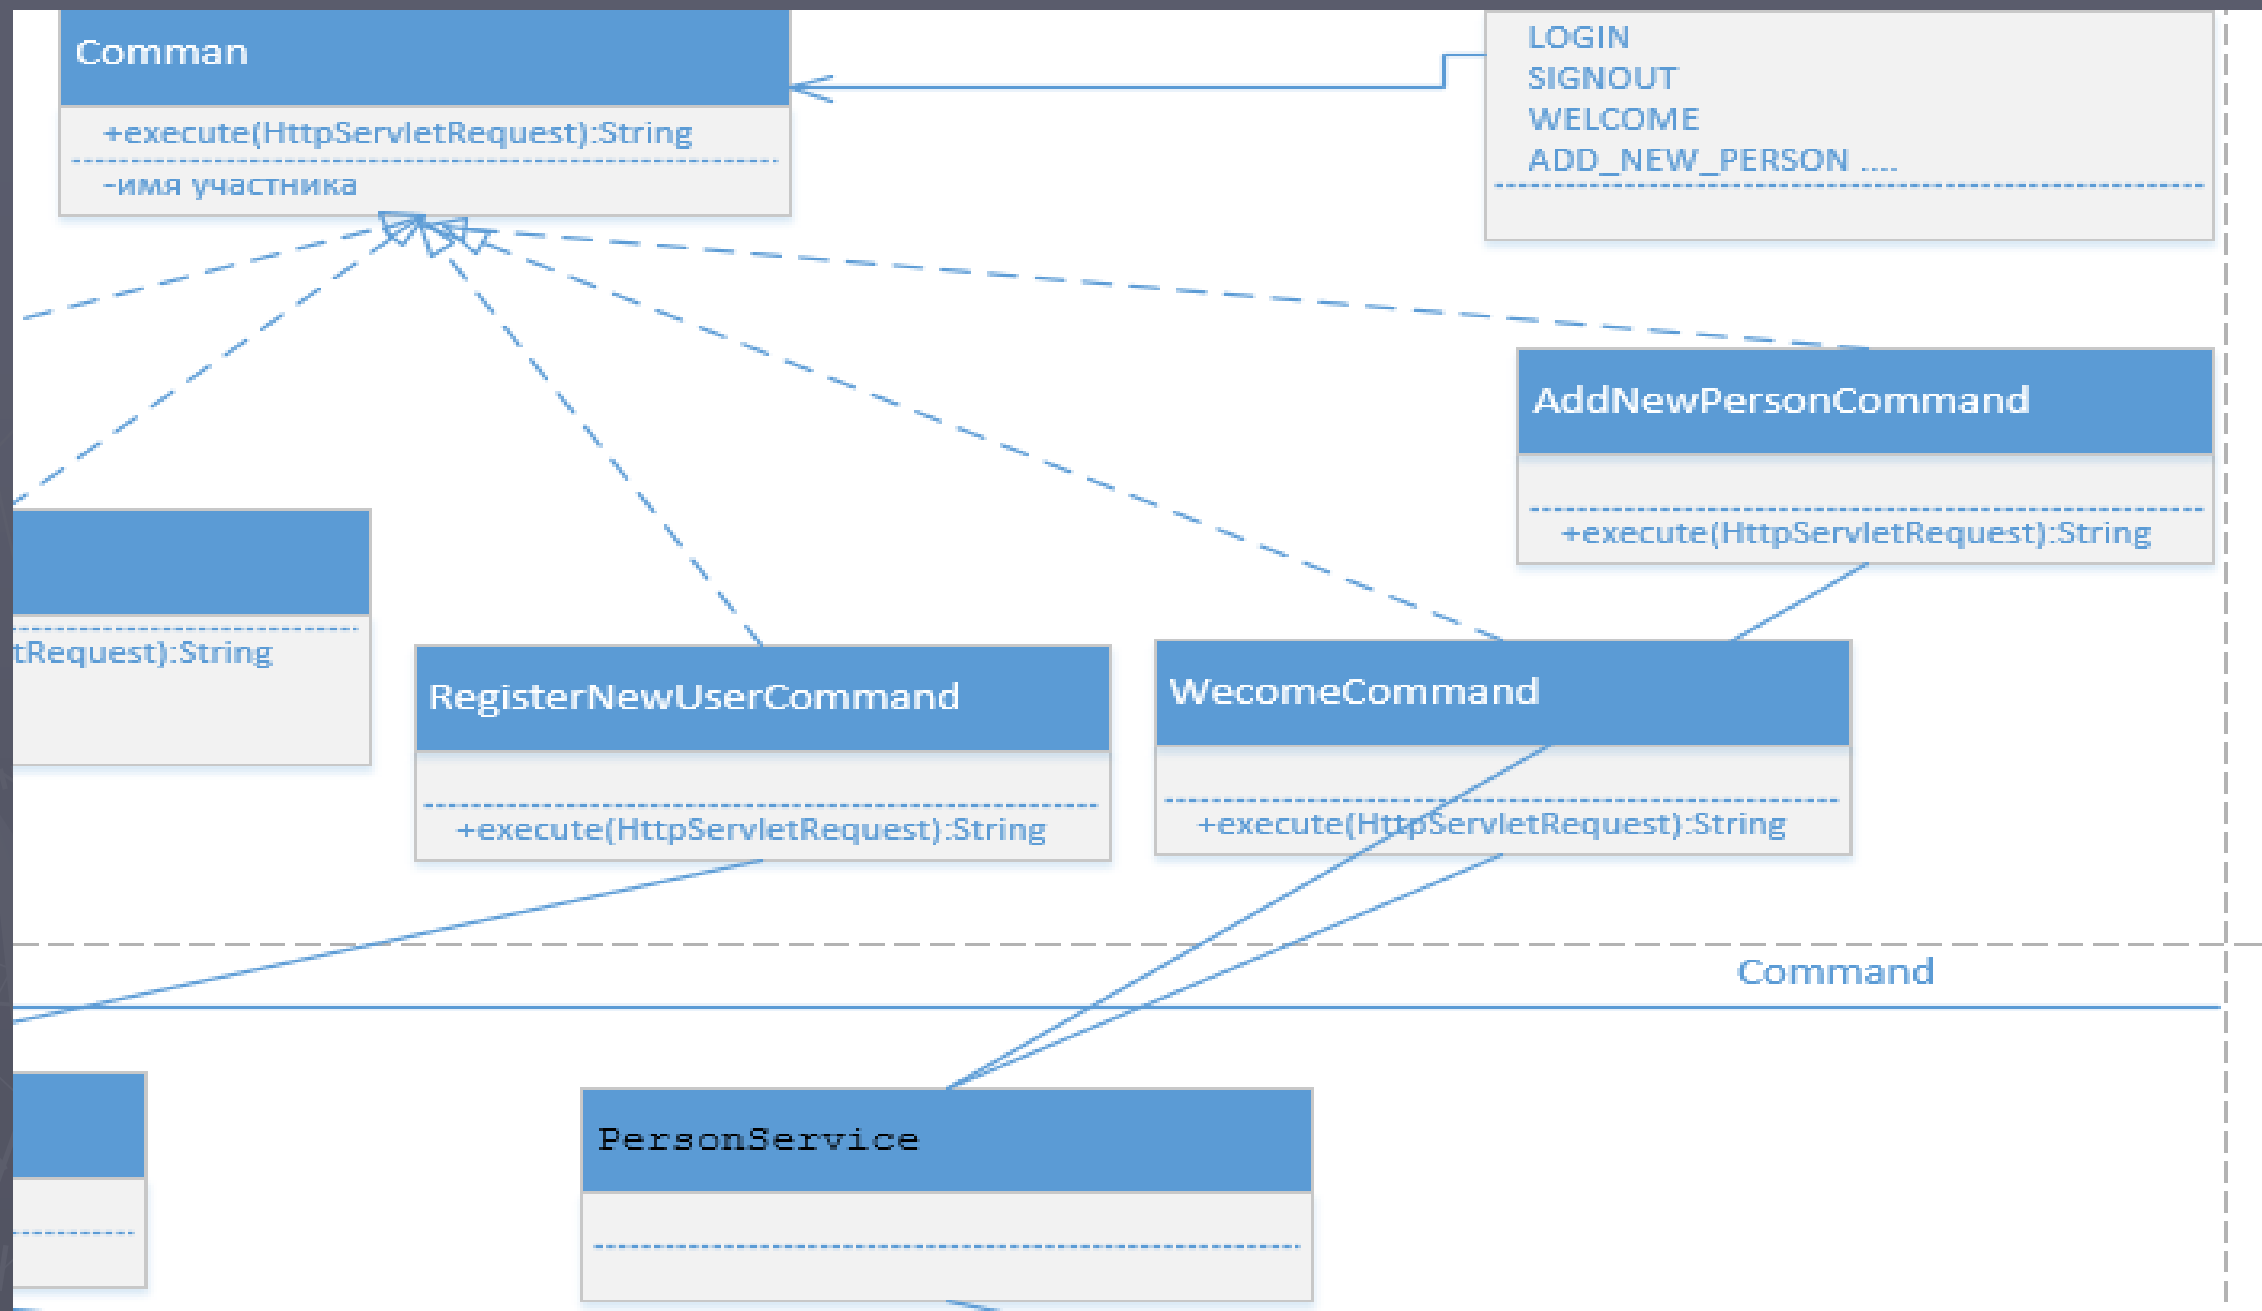 Comman
+execute(HttpServletRequest):String
-имя участника
LOGIN
SIGNOUT
WELCOME
ADD_NEW_PERSON ....
AddNewPersonCommand
+execute(HttpServletRequest):String
tRequest):String
RegisterNewUserCommand
+execute(HttpServletRequest):String
WecomeCommand
+execute(HttpServletRequest):String
Command
PersonService